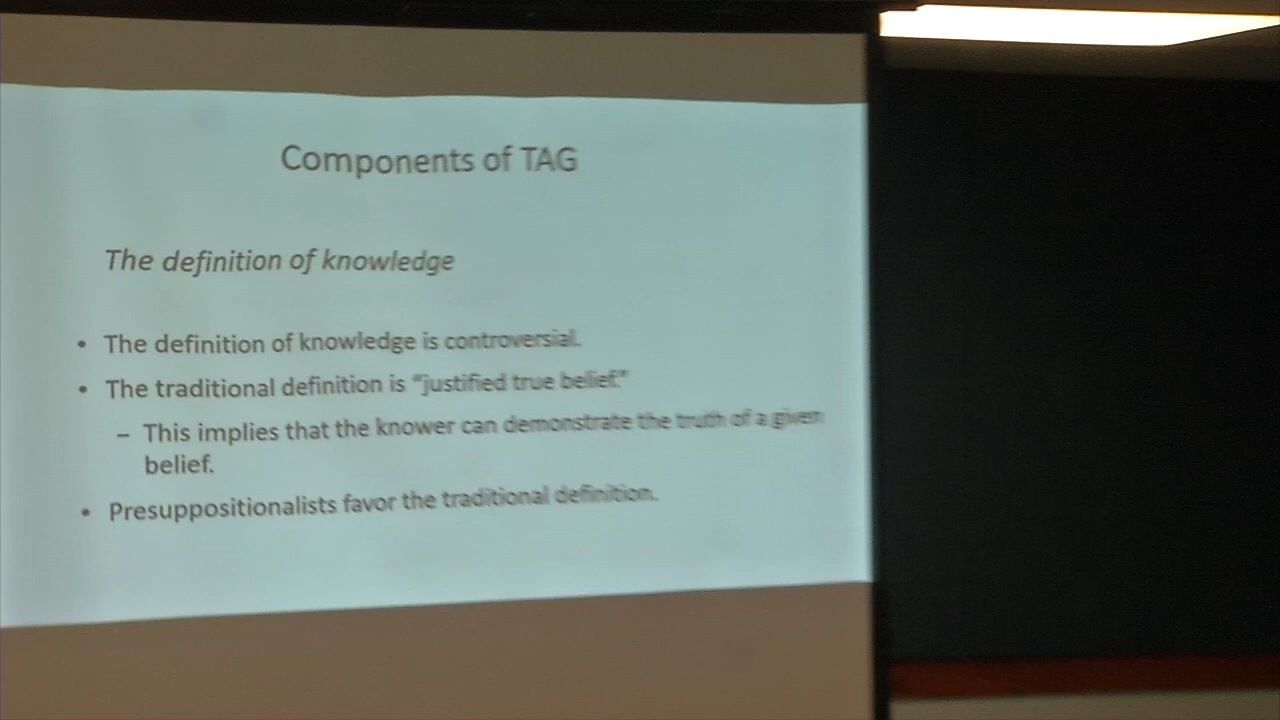 Components of TAG
The definition of knowledge
• The definition of knowledge is controversial.
• The traditional definition is “justified true belief.”
– This implies that the knower can demonstrate the truth of a given
belief.
• Presuppositionalists favor the traditional definition.